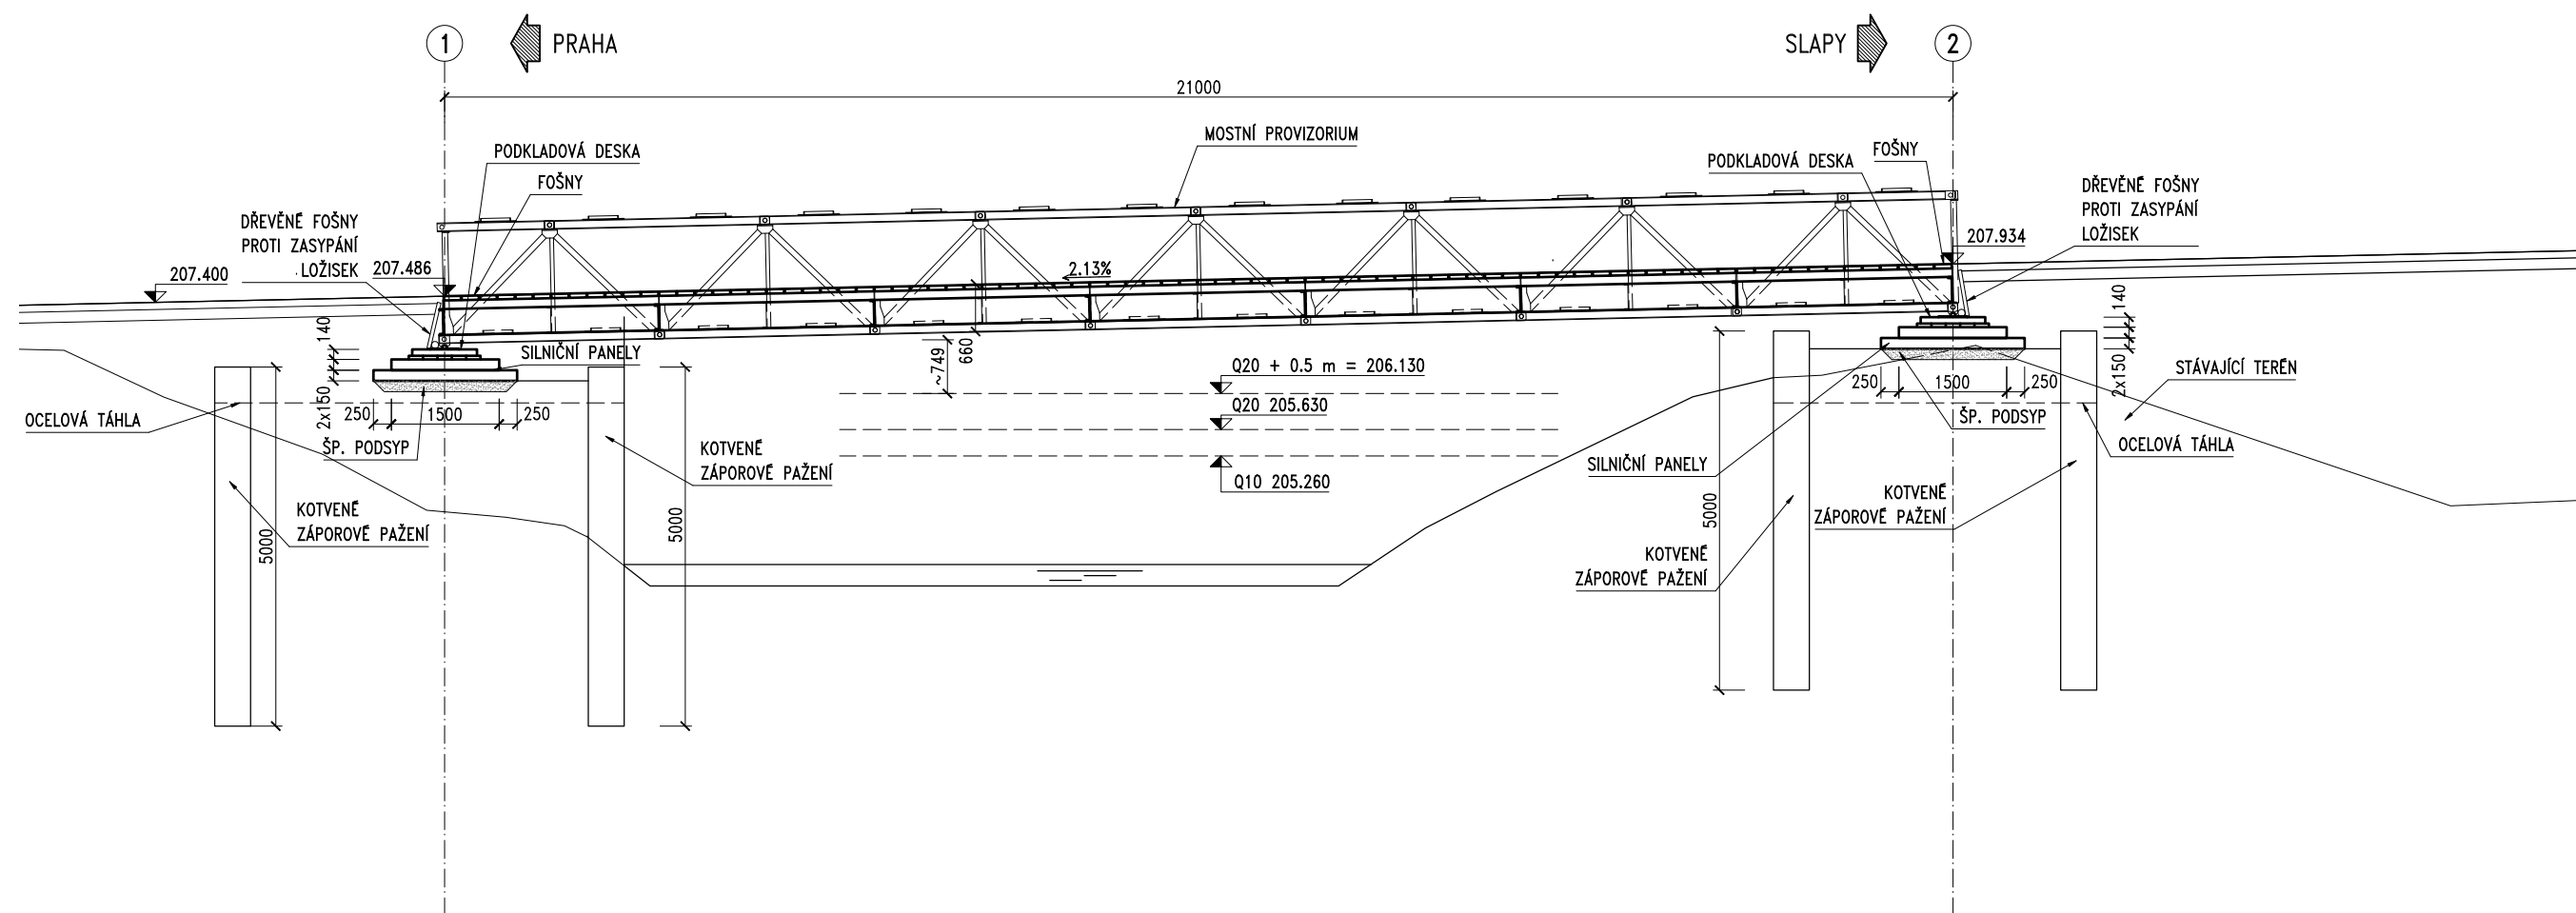 1
PRAHA
SLAPY
2
21000
MOSTNÍ PROVIZORIUM
PODKLADOVÁ DESKA
FOŠNY
PODKLADOVÁ DESKA
FOŠNY
DŘEVĚNÉ FOŠNY
PROTI ZASYPÁNÍ
LOŽISEK
DŘEVĚNÉ FOŠNY
PROTI ZASYPÁNÍ
LOŽISEK
207.400
207.486
2.13%
207.934
140
2x150
SILNIČNÍ PANELY
~749
660
Q20 + 0.5 m = 206.130
Q20 205.630
Q10 205.260
140
2x150
250
1500
250
250
1500
250
STÁVAJÍCÍ TERÉN
OCELOVÁ TÁHLA
ŠP. PODSYP
ŠP. PODSYP
OCELOVÁ TÁHLA
KOTVENÉ
ZÁPOROVÉ PAŽENÍ
SILNIČNÍ PANELY
KOTVENÉ
ZÁPOROVÉ PAŽENÍ
KOTVENÉ
ZÁPOROVÉ PAŽENÍ
KOTVENÉ
ZÁPOROVÉ PAŽENÍ
5000
5000
5000